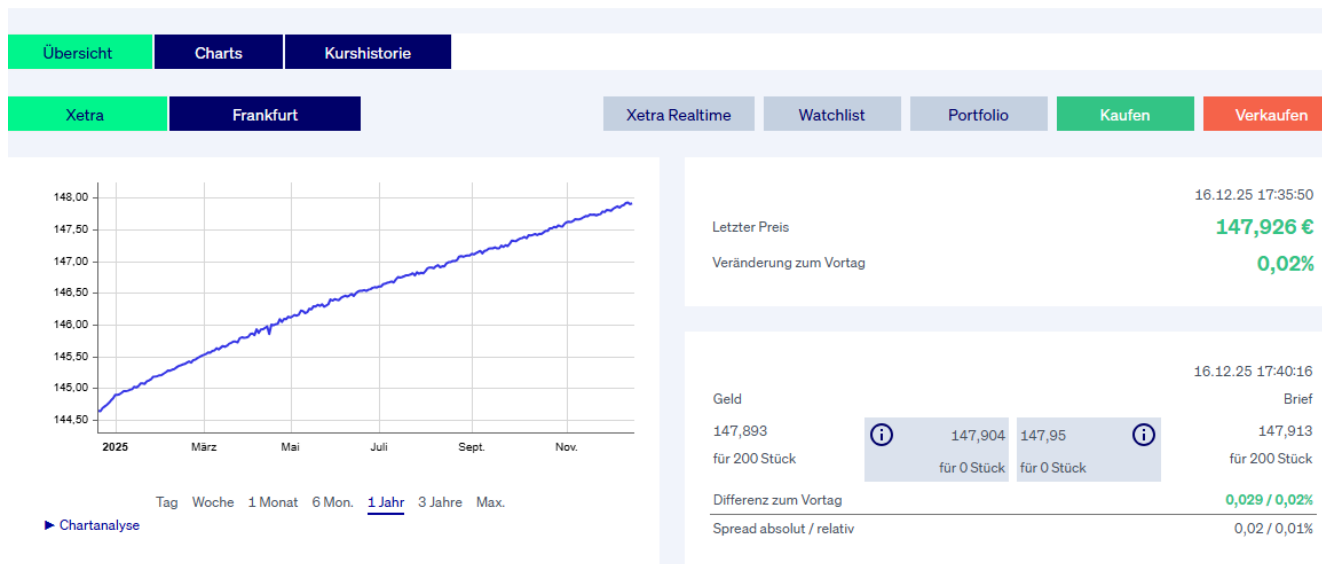 Übersicht Charts Kurshistorie
Xetra Frankfurt Xetra Realtime Watchlist Portfolio Kaufen Verkaufen
148,00
147,50
147,00
146,50
146,00
145,50
145,00
144,50
2025 März Mai Juli Sept. Nov.
Tag Woche 1 Monat 6 Mon. 1 Jahr 3 Jahre Max.
▶ Chartanalyse
16.12.25 17:35:50
Letzter Preis 147,926 €
Veränderung zum Vortag 0,02%
16.12.25 17:40:16
Geld Brief
147,893 147,904 147,95 147,913
für 200 Stück für 0 Stück für 0 Stück für 200 Stück
Differenz zum Vortag 0,029 / 0,02%
Spread absolut / relativ 0,02 / 0,01%